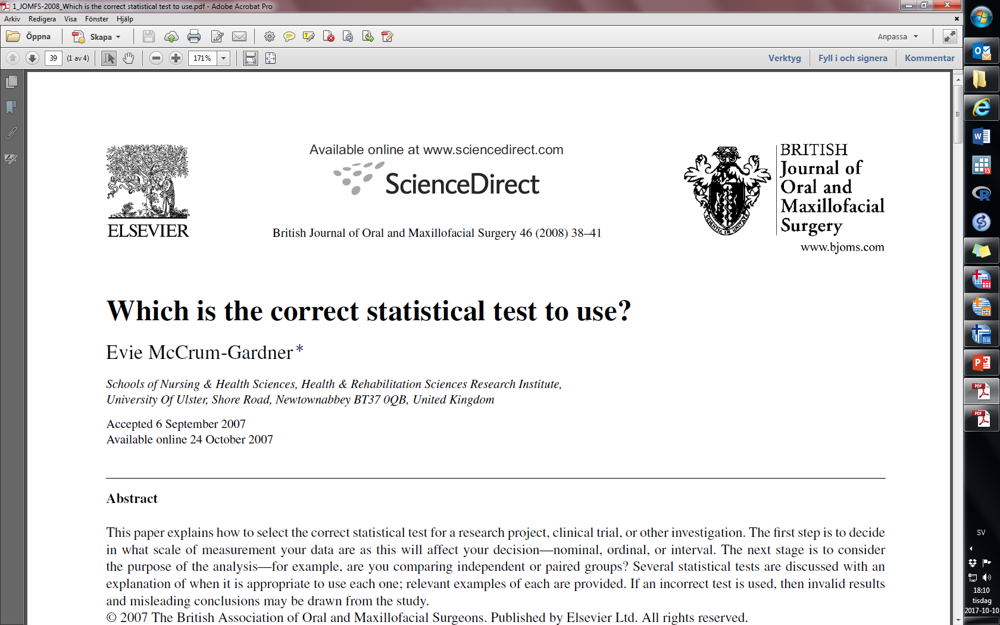 1_JOMFS-2008_Which is the correct statistical test to use.pdf - Adobe Acrobat Pro
Arkiv Redigera Visa Fönster Hjälp
Öppna Skapa Anpassa
39 (1 av 4) 171% Verktyg Fyll i och signera Kommentar
Available online at www.sciencedirect.com
ScienceDirect
ELSEVIER
British Journal of Oral and Maxillofacial Surgery 46 (2008) 38–41
SCIENTIA IN UNITATE
BRITISH
Journal of
Oral and
Maxillofacial
Surgery
www.bjoms.com
Which is the correct statistical test to use?
Evie McCrum-Gardner*
Schools of Nursing & Health Sciences, Health & Rehabilitation Sciences Research Institute,
University Of Ulster, Shore Road, Newtownabbey BT37 0QB, United Kingdom
Accepted 6 September 2007
Available online 24 October 2007
Abstract
This paper explains how to select the correct statistical test for a research project, clinical trial, or other investigation. The first step is to decide
in what scale of measurement your data are as this will affect your decision—nominal, ordinal, or interval. The next stage is to consider
the purpose of the analysis—for example, are you comparing independent or paired groups? Several statistical tests are discussed with an
explanation of when it is appropriate to use each one; relevant examples of each are provided. If an incorrect test is used, then invalid results
and misleading conclusions may be drawn from the study.
© 2007 The British Association of Oral and Maxillofacial Surgeons. Published by Elsevier Ltd. All rights reserved.
13
PDF
PDF
SV
18:10
tisdag
2017-10-10